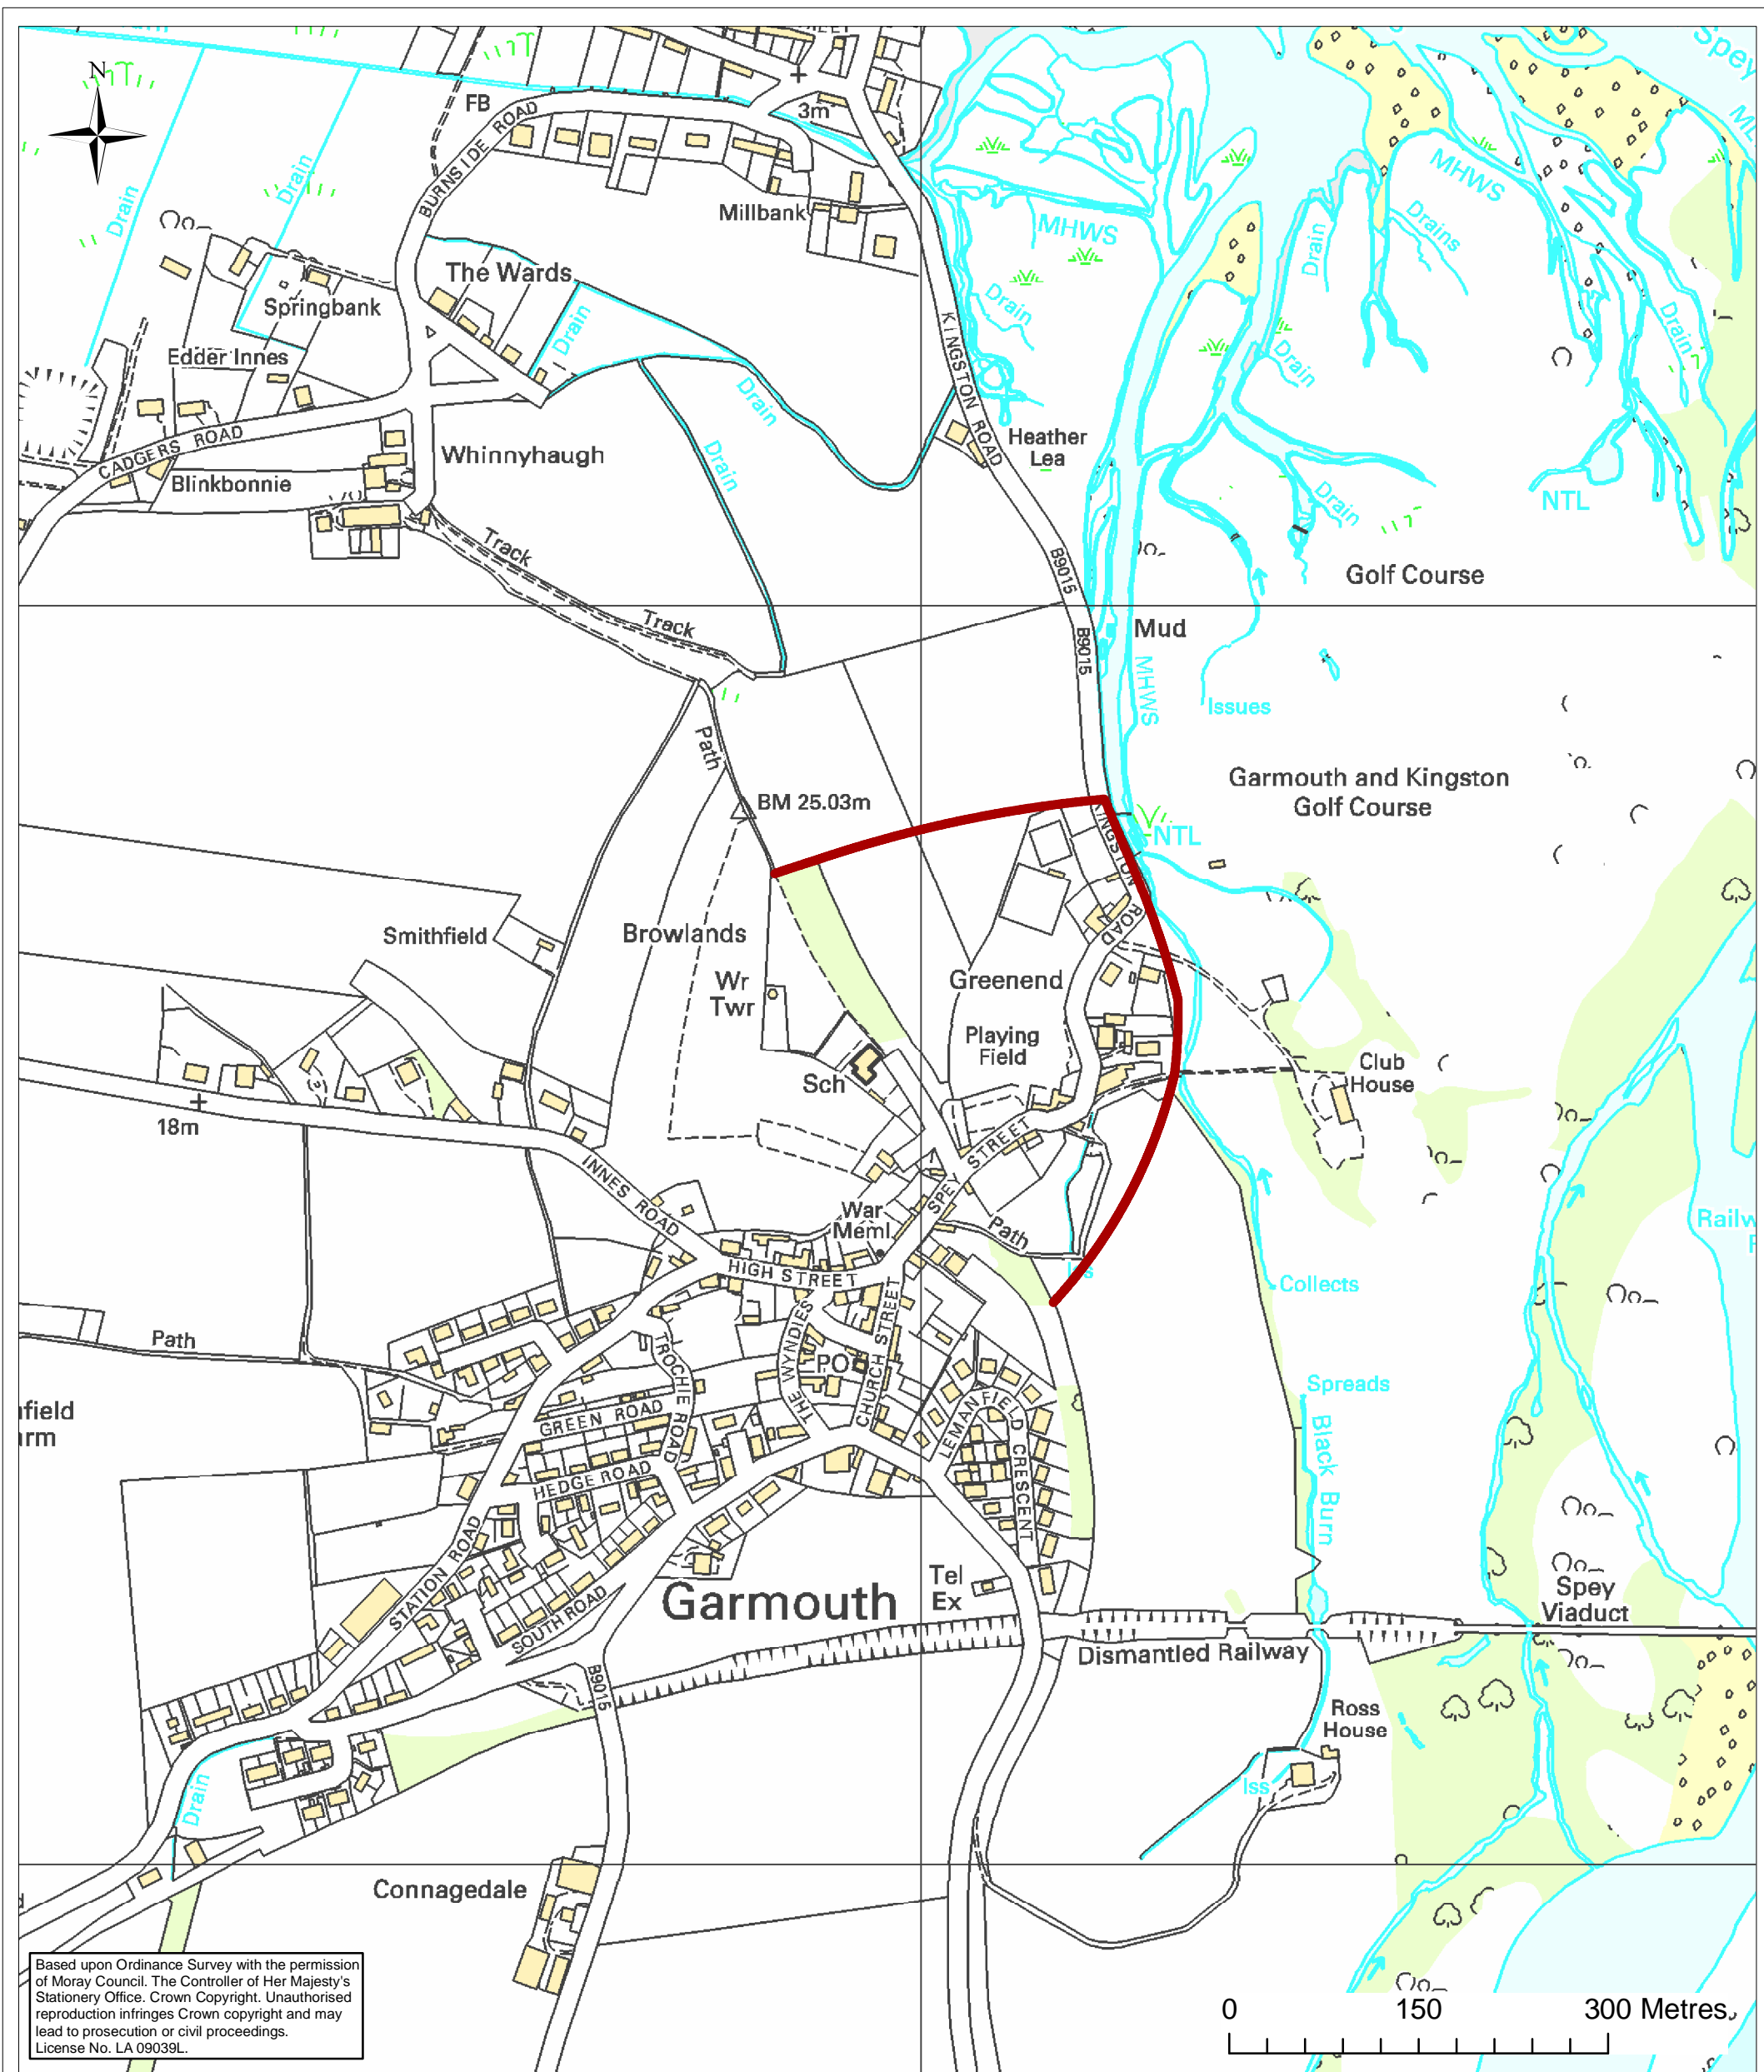 N
FB
BURNSIDE ROAD
3m
Spey
Drain
Drain
Millbank
MHWS
MHWS
Drain
Drains
The Wards
Springbank
Drain
Drain
Drain
KINGSTON ROAD
Edder Innes
Drain
Drain
CADGERS ROAD
Whinnyhaugh
Heather
Lea
Blinkbonnie
Drain
Drain
NTL
Track
B9015
Golf Course
Track
B9015
Mud
MHWS
Issues
Path
Garmouth and Kingston
Golf Course
BM 25.03m
NTL
KINGSTON ROAD
Smithfield
Browlands
Wr
Twr
Greenend
Playing
Field
Sch
Club
House
18m
INNES ROAD
SPEY STREET
War
Meml
Path
Iss
HIGH STREET
Collects
Path
TROCHIE ROAD
THE WYNDIES
PO
CHURCH STREET
Spreads
Black Burn
GREEN ROAD
LEMANFIELD CRESCENT
HEDGE ROAD
STATION ROAD
Garmouth
Tel
Ex
Spey
Viaduct
SOUTH ROAD
Dismantled Railway
B9015
Ross
House
Drain
Iss
Connagedale
Based upon Ordinance Survey with the permission
of Moray Council. The Controller of Her Majesty's
Stationery Office. Crown Copyright. Unauthorised
reproduction infringes Crown copyright and may
lead to prosecution or civil proceedings.
License No. LA 09039L.
0 150 300 Metres